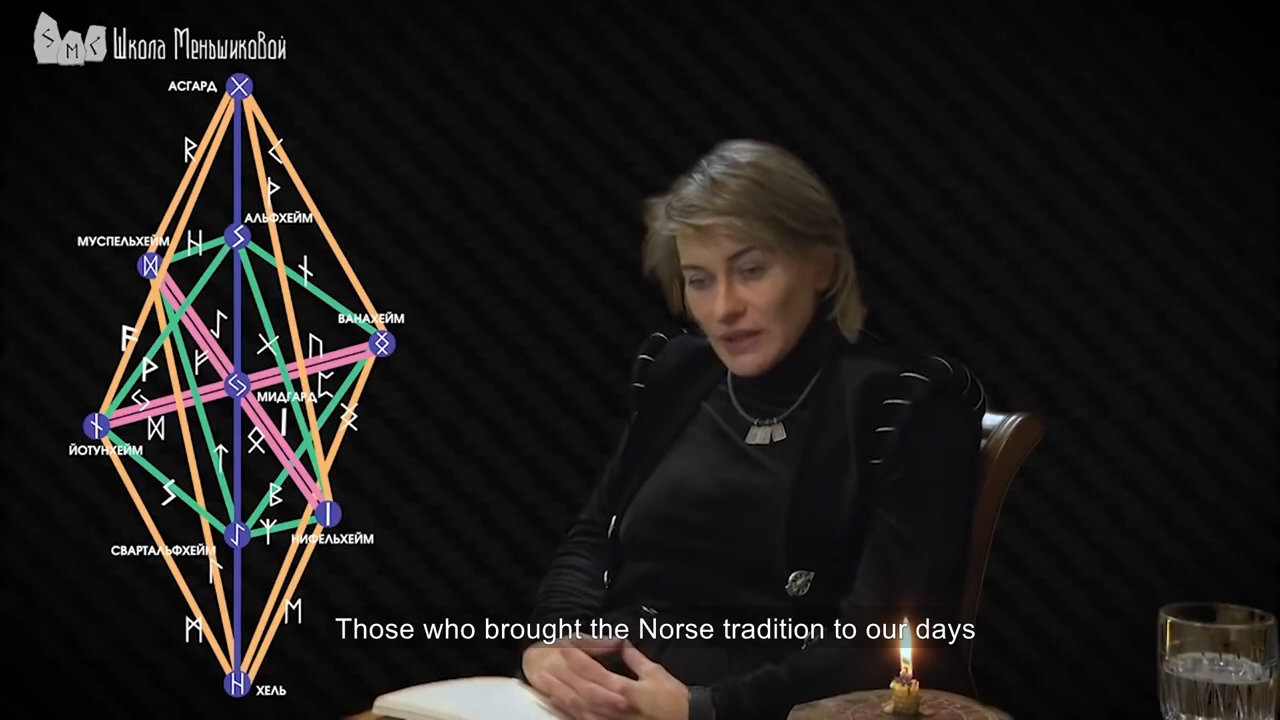 Школа Меньшиковой
АСГАРД
АЛЬФХЕЙМ
МУСПЕЛЬХЕЙМ
ВАНАХЕЙМ
МИДГАРД
ЙОТУНХЕЙМ
НИФЕЛЬХЕЙМ
СВАРТАЛЬФХЕЙМ
Those who brought the Norse tradition to our days
ХЕЛЬ